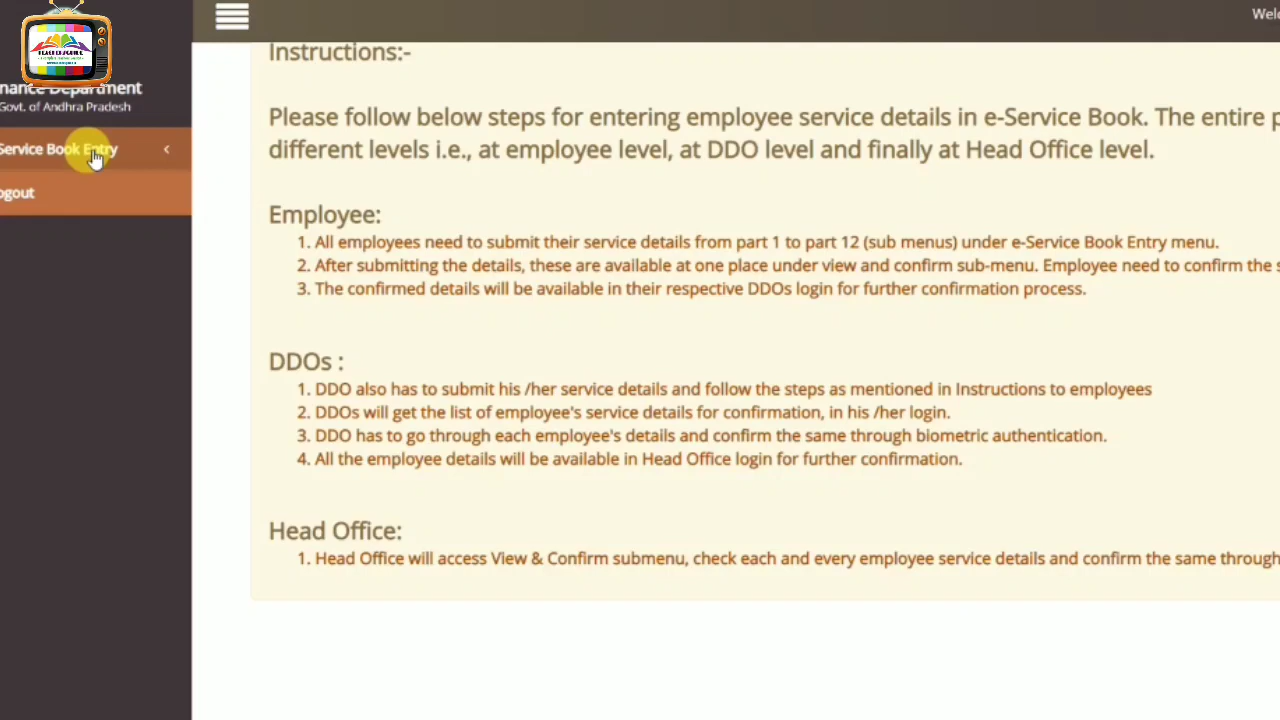 Welc
TEACHER4GUIDE
nance Department
Govt. of Andhra Pradesh
Service Book Entry
ogout
Instructions:-
Please follow below steps for entering employee service details in e-Service Book. The entire p
different levels i.e., at employee level, at DDO level and finally at Head Office level.
Employee:
1. All employees need to submit their service details from part 1 to part 12 (sub menus) under e-Service Book Entry menu.
2. After submitting the details, these are available at one place under view and confirm sub-menu. Employee need to confirm the s
3. The confirmed details will be available in their respective DDOs login for further confirmation process.
DDOs :
1. DDO also has to submit his /her service details and follow the steps as mentioned in Instructions to employees
2. DDOs will get the list of employee's service details for confirmation, in his /her login.
3. DDO has to go through each employee's details and confirm the same through biometric authentication.
4. All the employee details will be available in Head Office login for further confirmation.
Head Office:
1. Head Office will access View & Confirm submenu, check each and every employee service details and confirm the same through